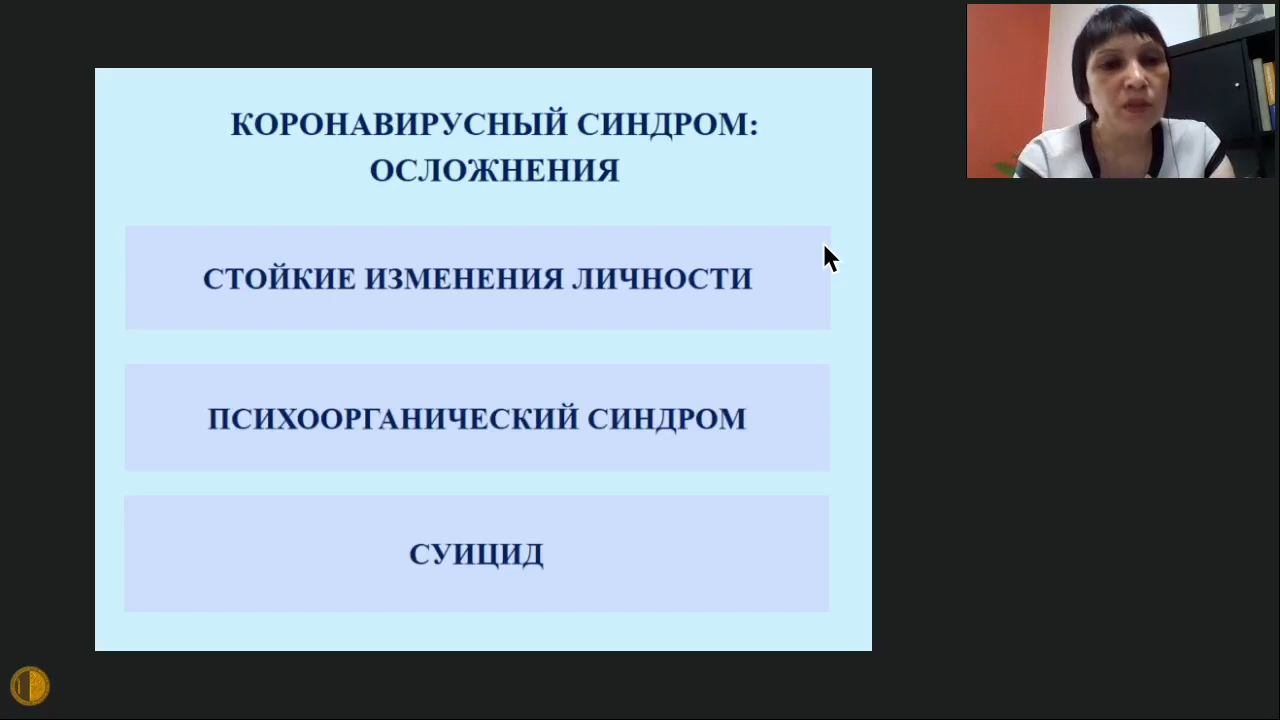 КОРОНАВИРУСНЫЙ СИНДРОМ:
ОСЛОЖНЕНИЯ
СТОЙКИЕ ИЗМЕНЕНИЯ ЛИЧНОСТИ
ПСИХООРГАНИЧЕСКИЙ СИНДРОМ
СУИЦИД